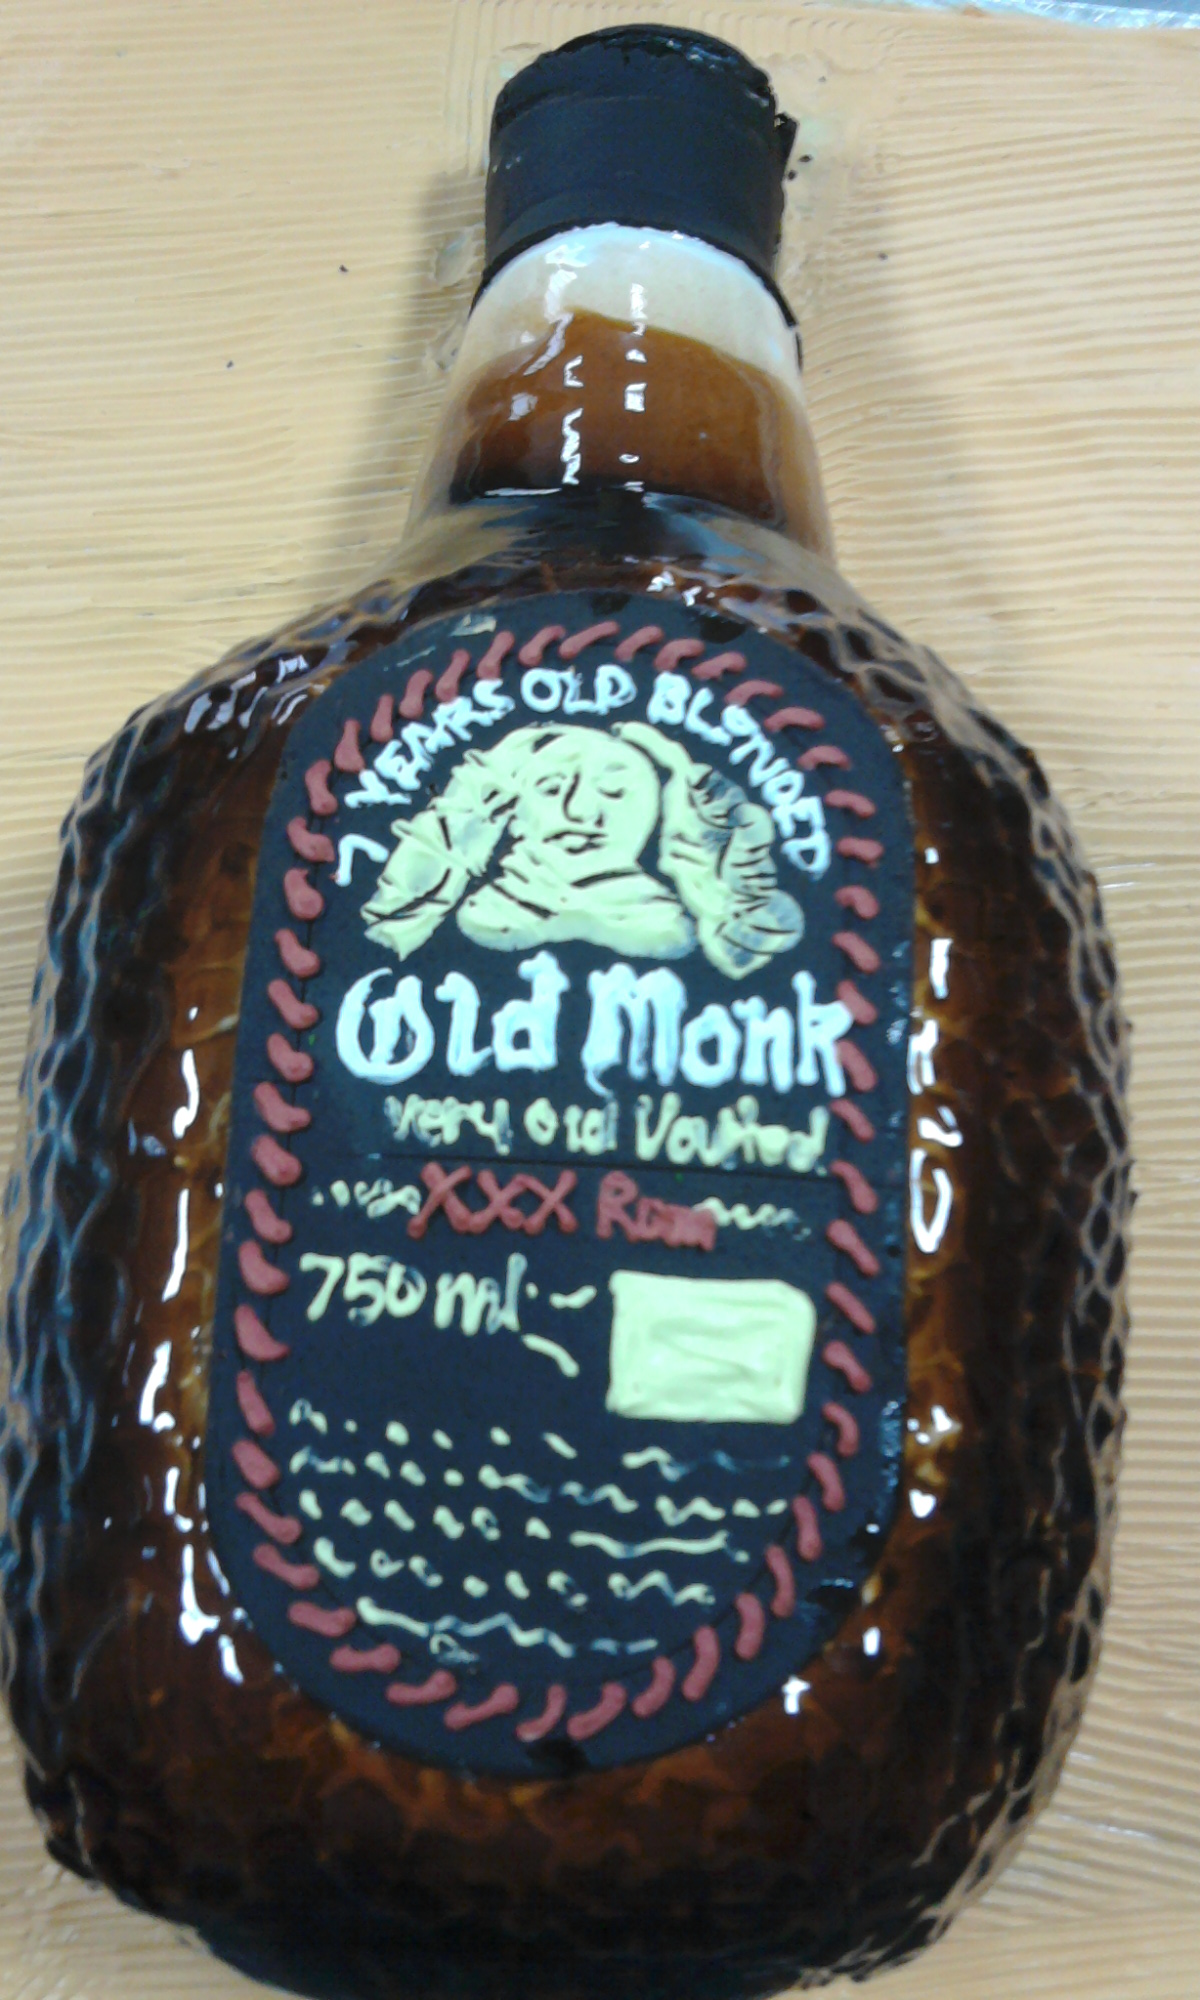 7 YEARS OLD BLENDED
Old Monk
Very Old Vatted
XXX Rum
750 ml